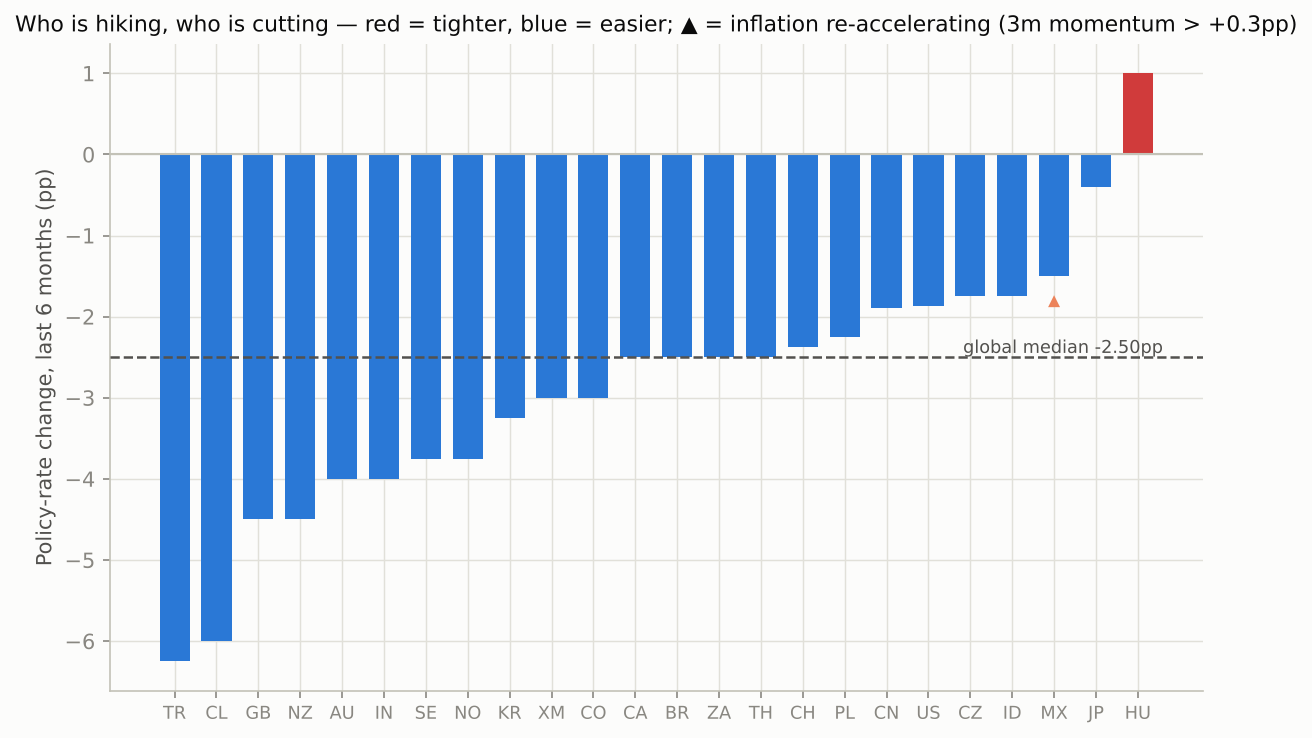 Who is hiking, who is cutting — red = tighter, blue = easier; ▲ = inflation re-accelerating (3m momentum > +0.3pp)
Policy-rate change, last 6 months (pp)
1
0
−1
−2
−3
−4
−5
−6
global median -2.50pp
TR CL GB NZ AU IN SE NO KR XM CO CA BR ZA TH CH PL CN US CZ ID MX JP HU